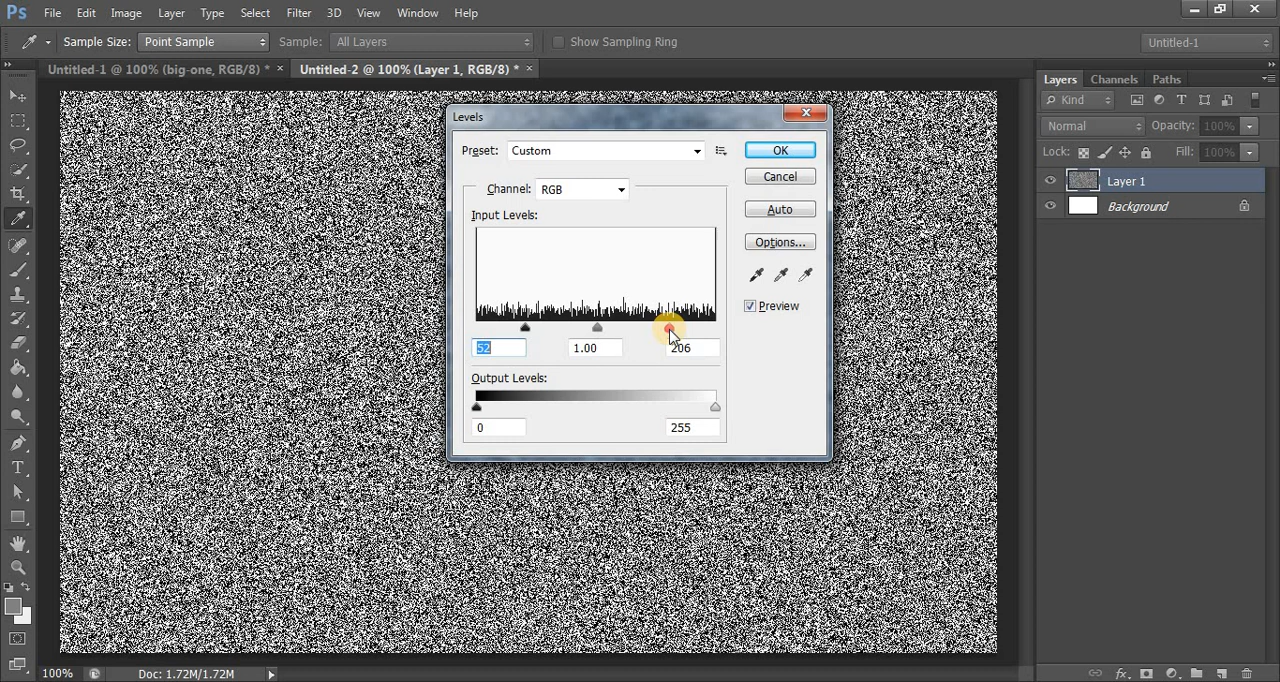 Ps File Edit Image Layer Type Select Filter 3D View Window Help
Sample Size: Point Sample Sample: All Layers Show Sampling Ring Untitled-1
Untitled-1 @ 100% (big-one, RGB/8) * × Untitled-2 @ 100% (Layer 1, RGB/8) * ×
Layers Channels Paths
Kind
Normal Opacity: 100%
Lock: Fill: 100%
Layer 1
Background
Levels
Preset: Custom OK
Cancel
Channel: RGB
Auto
Input Levels:
Options...
Preview
52 1.00 206
Output Levels:
0 255
T
100% Doc: 1.72M/1.72M
fx